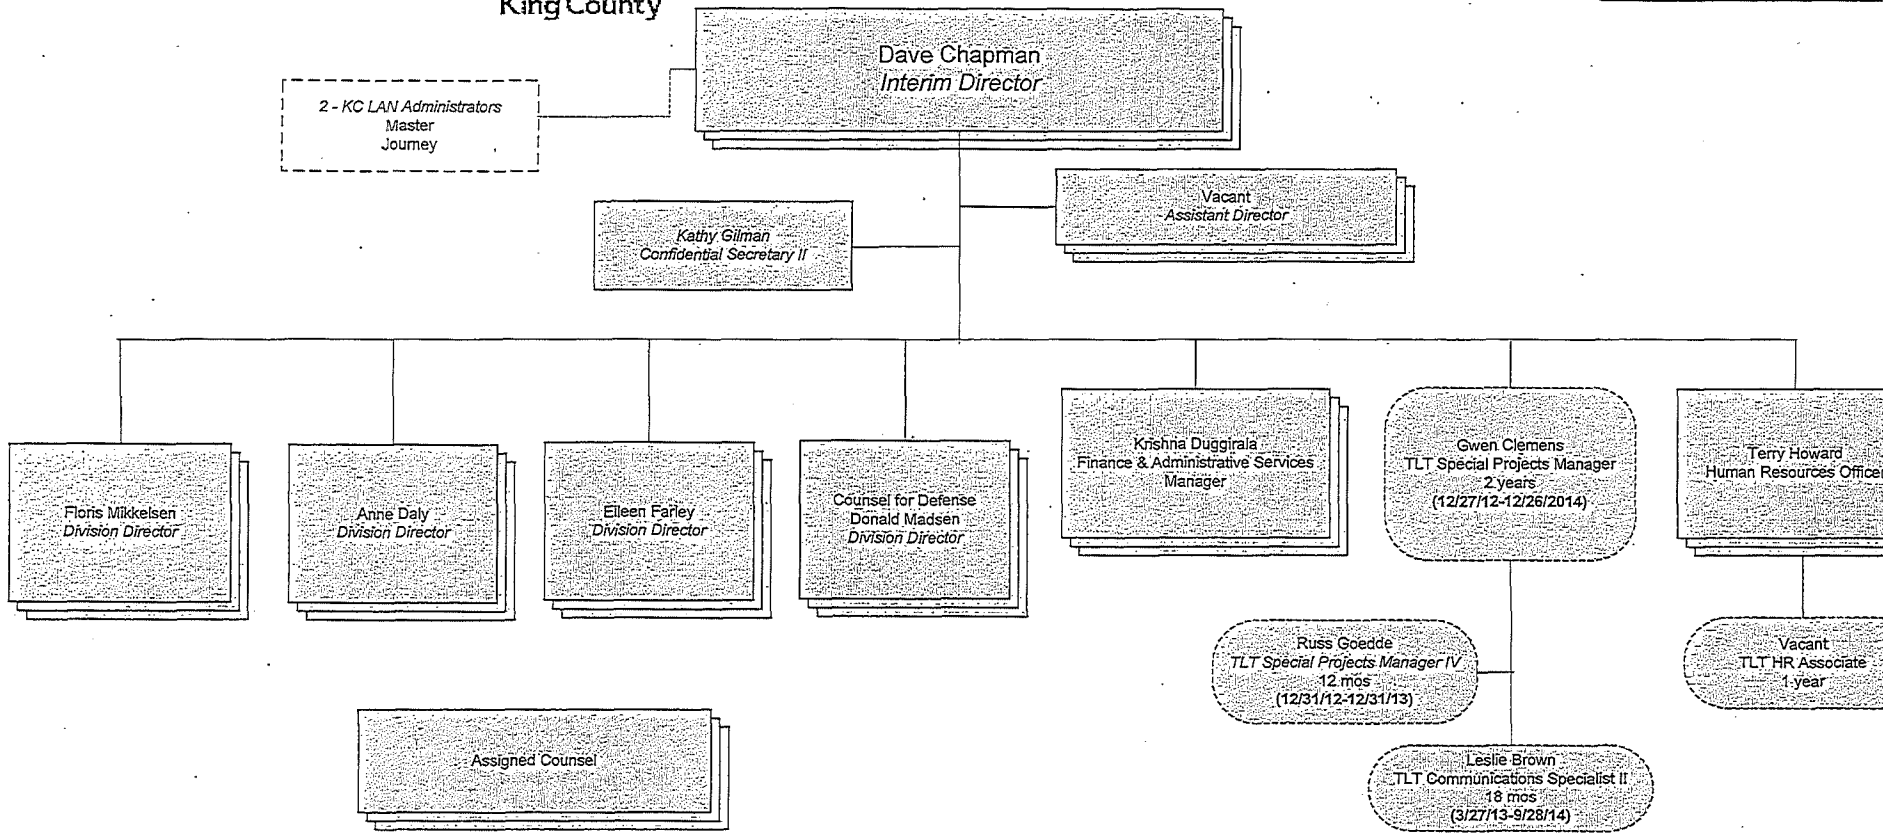 King County
Dave Chapman
Interim Director
2 - KC LAN Administrators
Master
Journey
Vacant
Assistant Director
Kathy Gilman
Confidential Secretary II
Floris Mikkelsen
Division Director
Anne Daly
Division Director
Eileen Farley
Division Director
Counsel for Defense
Donald Madsen
Division Director
Krishna Duggirala
Finance & Administrative Services
Manager
Gwen Clemens
TLT Special Projects Manager
2 years
(12/27/12-12/26/2014)
Terry Howard
Human Resources Officer
Russ Goedde
TLT Special Projects Manager IV
12 mos
(12/31/12-12/31/13)
Vacant
TLT HR Associate
1 year
Assigned Counsel
Leslie Brown
TLT Communications Specialist II
18 mos
(3/27/13-9/28/14)